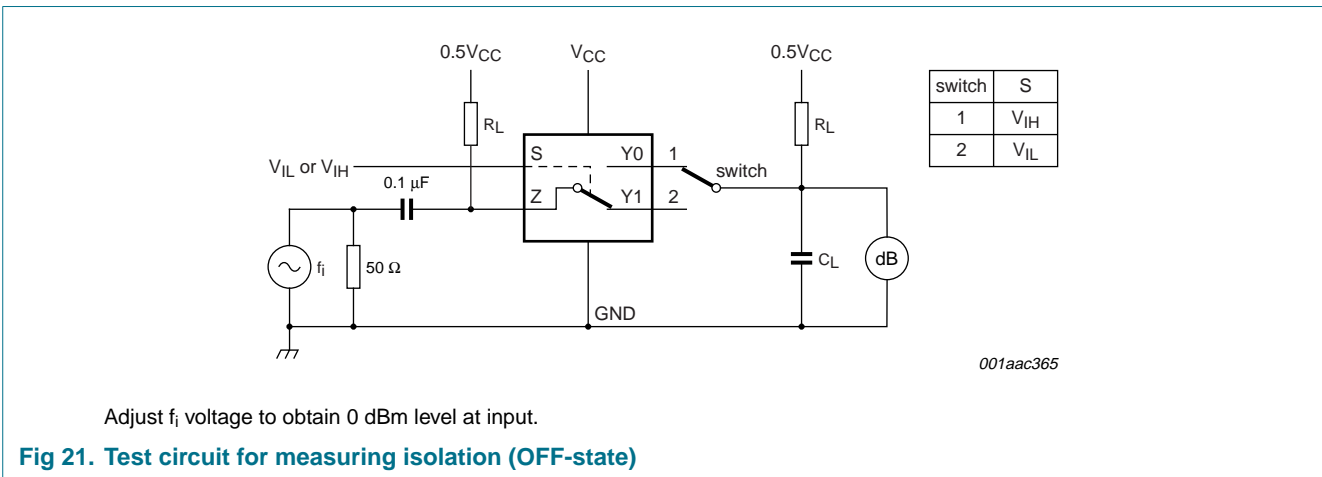 0.5VCC VCC 0.5VCC
switch S
1 VIH
2 VIL
RL RL
S Y0 1
VIL or VIH
switch
0.1 μF
Z Y1 2
fi 50 Ω
CL dB
GND
001aac365
Adjust fi voltage to obtain 0 dBm level at input.
Fig 21. Test circuit for measuring isolation (OFF-state)